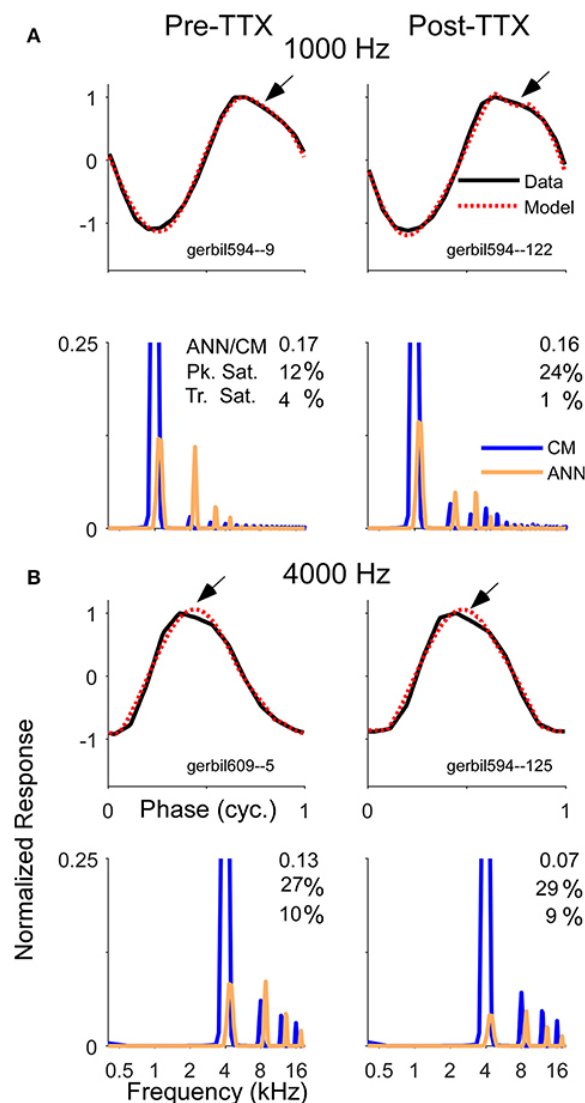 A
Pre-TTX Post-TTX
1000 Hz
1
0
-1
Data
Model
gerbil594--9
gerbil594--122
0.25
0
ANN/CM 0.17
Pk. Sat. 12%
Tr. Sat. 4 %
0.16
24%
1 %
CM
ANN
B
4000 Hz
1
0
-1
gerbil609--5
gerbil594--125
0 Phase (cyc.) 1
0 1
Normalized Response
0.25
0
0.13
27%
10%
0.07
29%
9 %
0.5 1 2 4 8 16
0.5 1 2 4 8 16
Frequency (kHz)